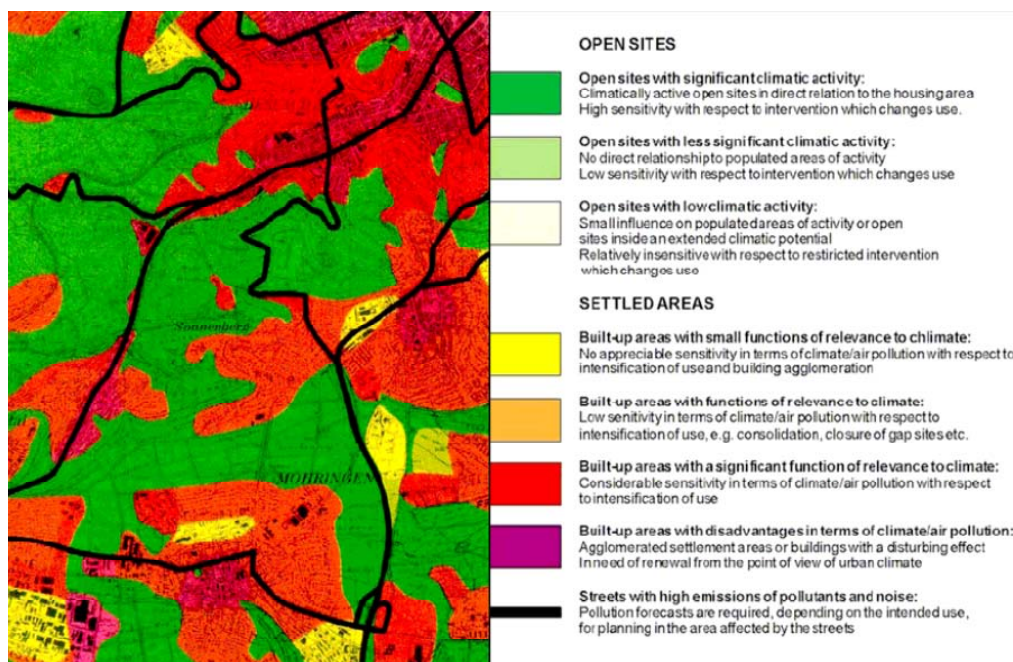 OPEN SITES
Open sites with significant climatic activity:
Climatically active open sites in direct relation to the housing area
High sensitivity with respect to intervention which changes use.
Open sites with less significant climatic activity:
No direct relationship to populated areas of activity
Low sensitivity with respect to intervention which changes use
Open sites with low climatic activity:
Small influence on populated areas of activity or open
sites inside an extended climatic potential
Relatively insensitive with respect to restiricted intervention
which changes use
SETTLED AREAS
Built-up areas with small functions of relevance to chlimate:
No appreciable sensitivity in terms of climate/air pollution with respect to
intensification of use and building agglomeration
Built-up areas with functions of relevance to climate:
Low senitivity in terms of climate/air pollution with respect to
intensification of use, e.g. consolidation, closure of gap sites etc.
Built-up areas with a significant function of relevance to climate:
Considerable sensitivity in terms of climate/air pollution with respect
to intensification of use
Built-up areas with disadvantages in terms of climate/air pollution:
Agglomerated settlement areas or buildings with a disturbing effect
In need of renewal from the point of view of urban climate
Streets with high emissions of pollutants and noise:
Pollution forecasts are required, depending on the intended use,
for planning in the area affected by the streets
Sonnenberg
MÖHRINGEN